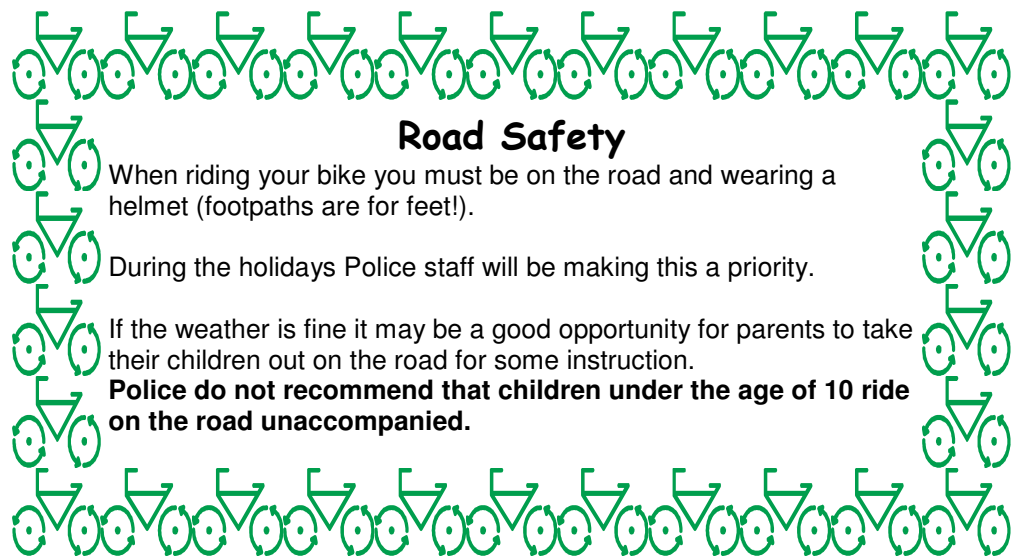 Road Safety
When riding your bike you must be on the road and wearing a
helmet (footpaths are for feet!).
During the holidays Police staff will be making this a priority.
If the weather is fine it may be a good opportunity for parents to take
their children out on the road for some instruction.
Police do not recommend that children under the age of 10 ride
on the road unaccompanied.